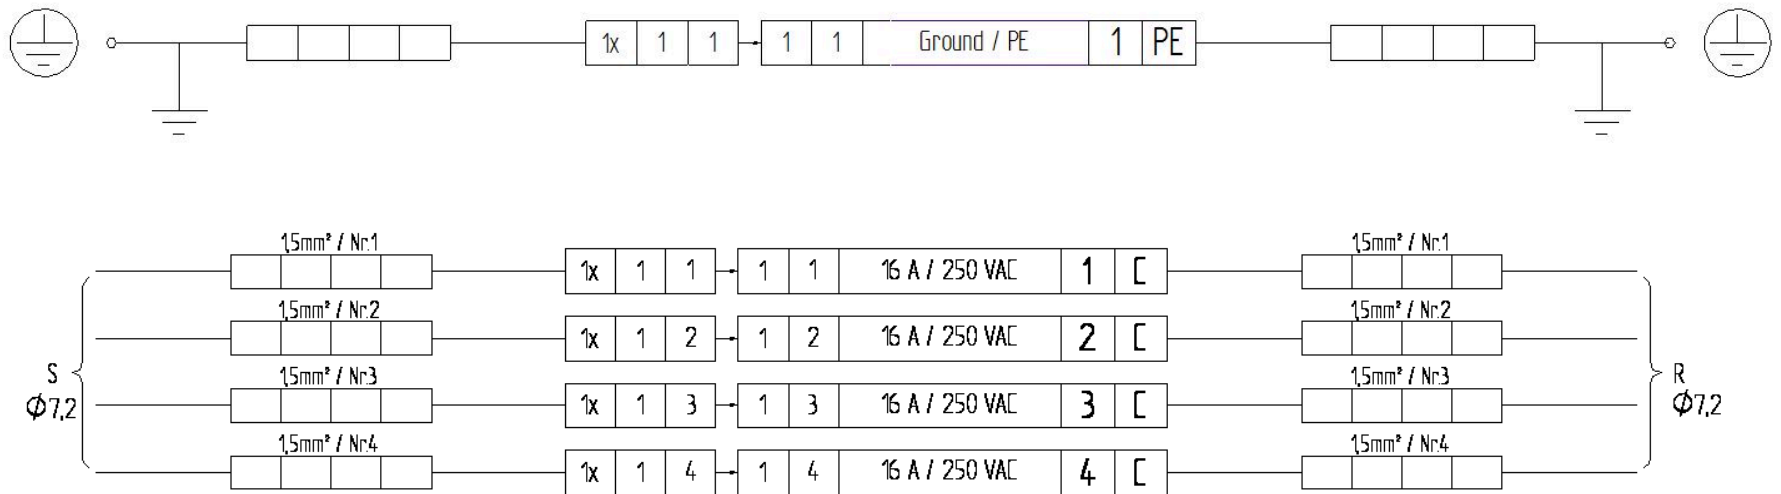 1x 1 1 1 1 Ground / PE 1 PE
1,5mm² / Nr.1 1,5mm² / Nr.1
1x 1 1 1 1 16 A / 250 VAC 1 C
1,5mm² / Nr.2 1,5mm² / Nr.2
1x 1 2 1 2 16 A / 250 VAC 2 C
S R
1,5mm² / Nr.3 1,5mm² / Nr.3
Φ7,2 1x 1 3 1 3 16 A / 250 VAC 3 C Φ7,2
1,5mm² / Nr.4 1,5mm² / Nr.4
1x 1 4 1 4 16 A / 250 VAC 4 C